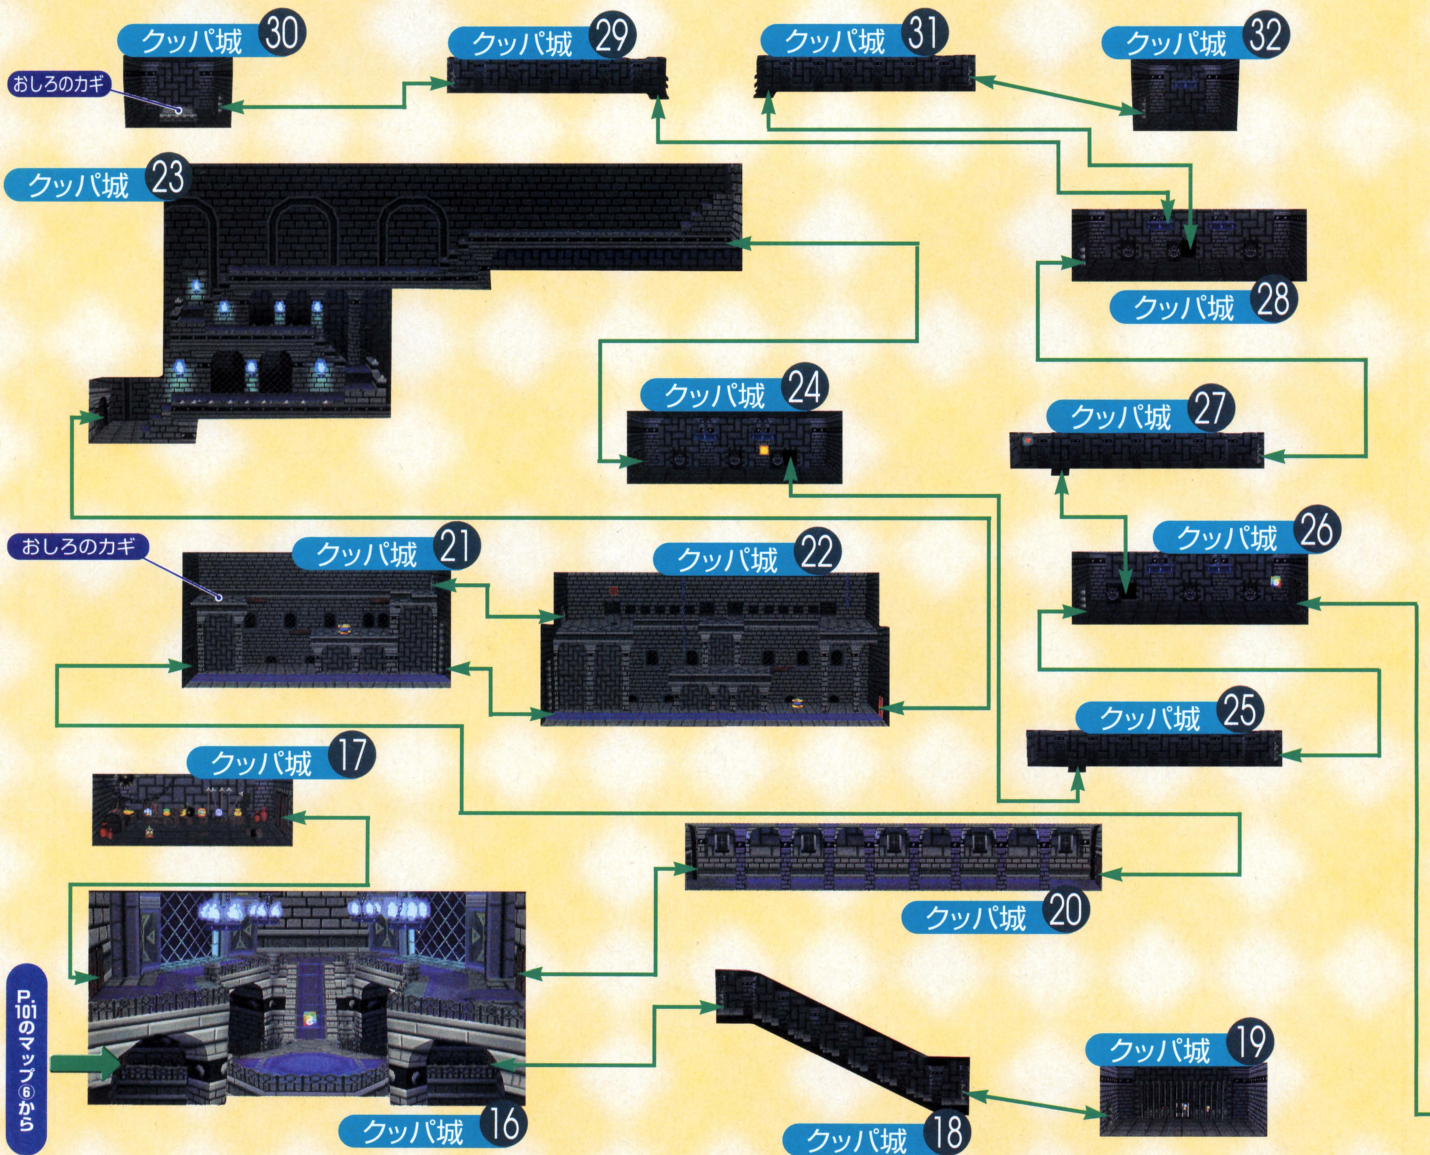 クッパ城 30
クッパ城 29
クッパ城 31
クッパ城 32
おしろのカギ
クッパ城 23
クッパ城 28
クッパ城 24
クッパ城 27
おしろのカギ
クッパ城 21
クッパ城 22
クッパ城 26
クッパ城 25
クッパ城 17
クッパ城 20
P.101のマップ⑥から
クッパ城 16
クッパ城 18
クッパ城 19